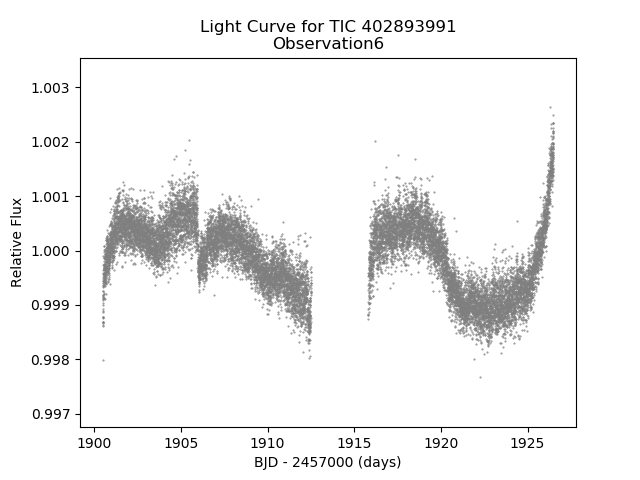 Light Curve for TIC 402893991
Observation6
1.003
1.002
1.001
1.000
0.999
0.998
0.997
Relative Flux
1900 1905 1910 1915 1920 1925
BJD - 2457000 (days)